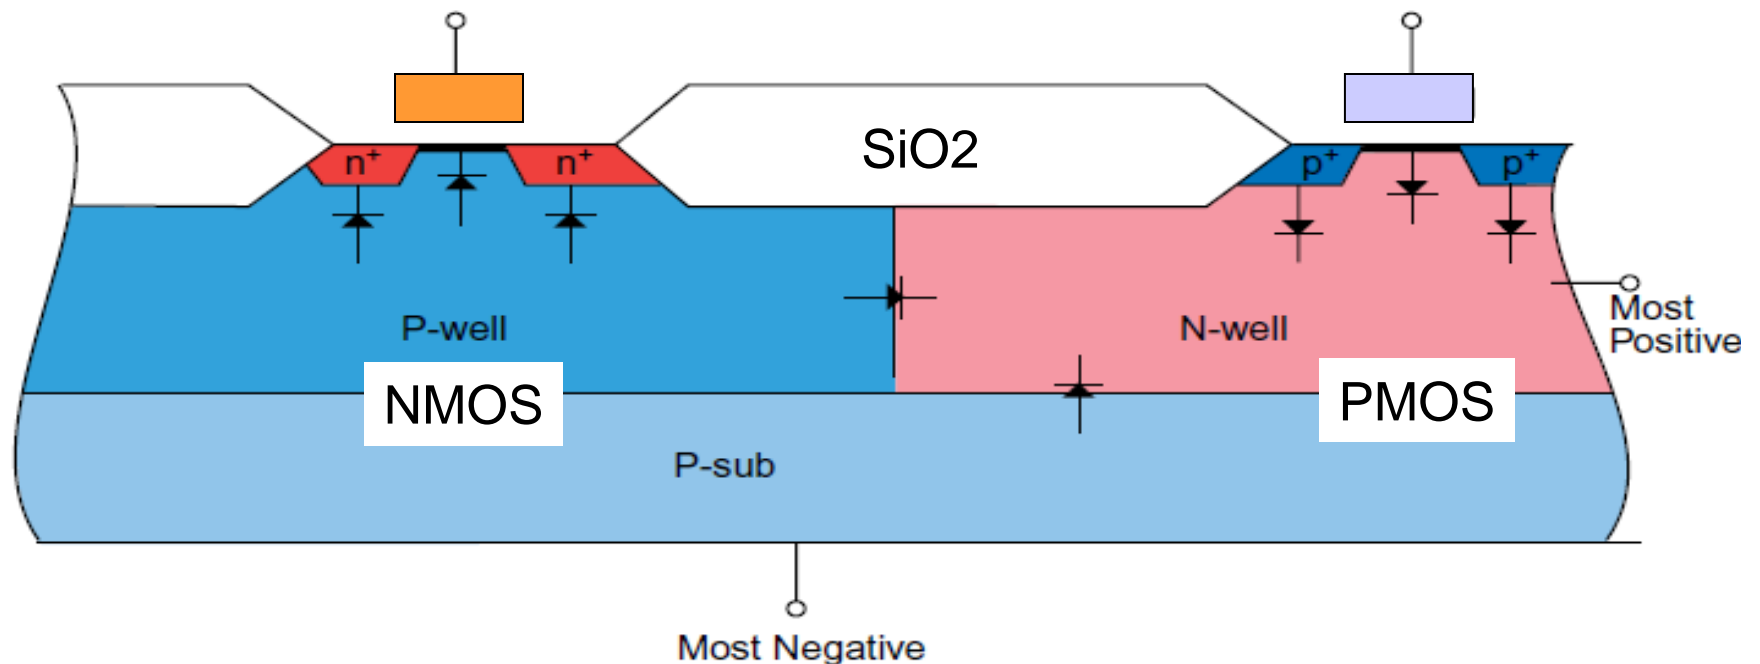 n+ n+ SiO2 p+ p+
P-well N-well
Most
Positive
NMOS PMOS
P-sub
Most Negative